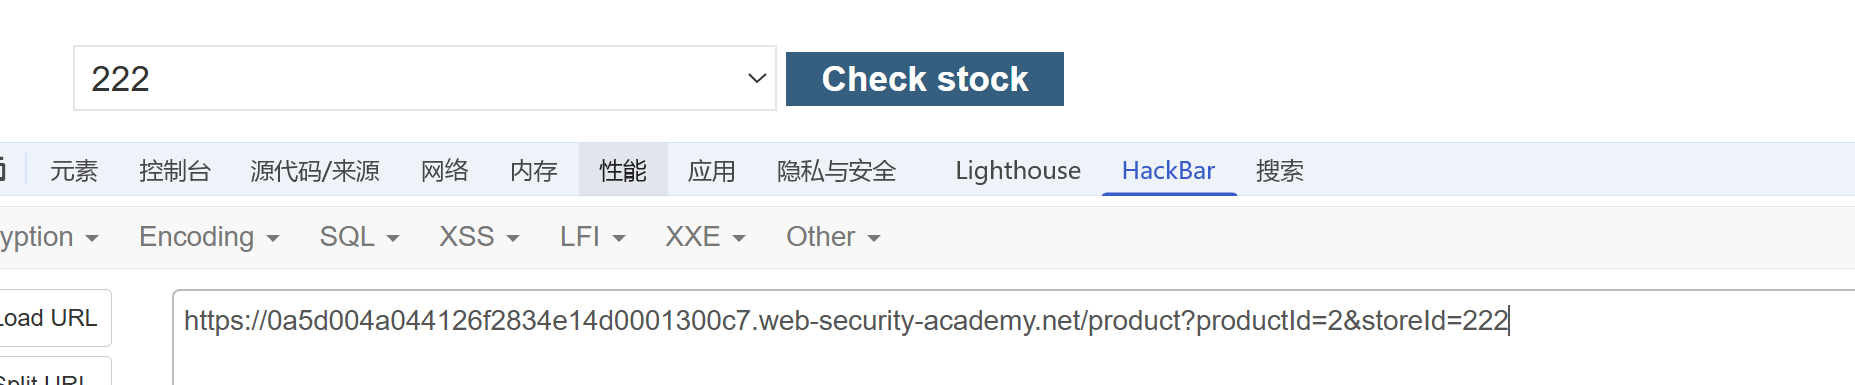 222 Check stock
元素 控制台 源代码/来源 网络 内存 性能 应用 隐私与安全 Lighthouse HackBar 搜索
yption Encoding SQL XSS LFI XXE Other
Load URL https://0a5d004a044126f2834e14d0001300c7.web-security-academy.net/product?productId=2&storeId=222
Split URL